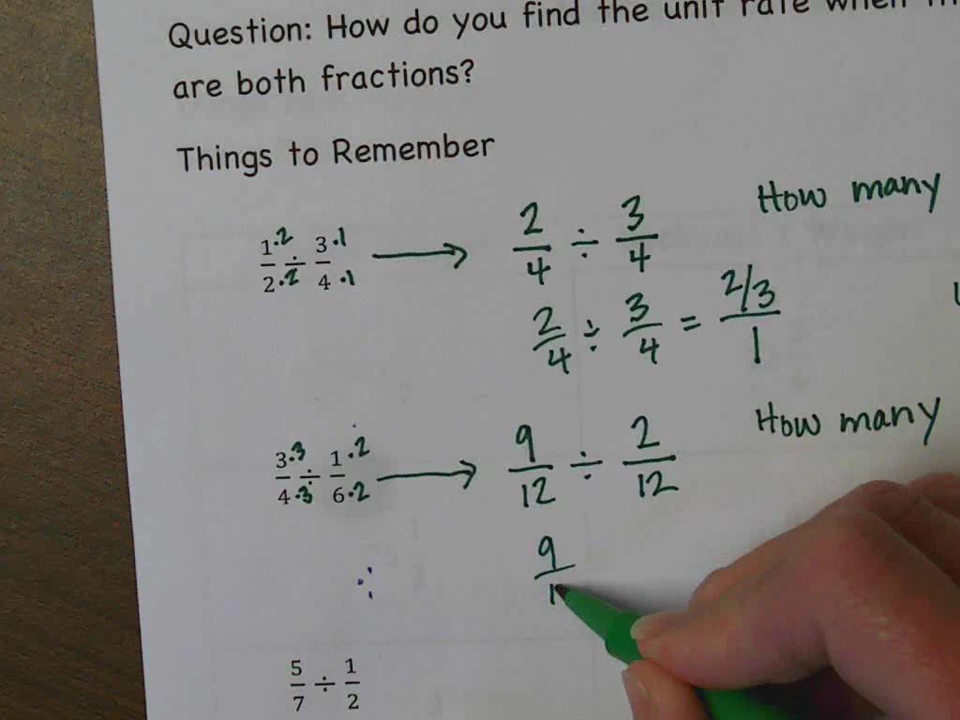 Question: How do you find the unit rate when
are both fractions?
Things to Remember
1·2/2·2 ÷ 3·1/4·1 → 2/4 ÷ 3/4 How many
2/4 ÷ 3/4 = 2/3/1
3·3/4·3 ÷ 1·2/6·2 → 9/12 ÷ 2/12 How many
9/1
5/7 ÷ 1/2